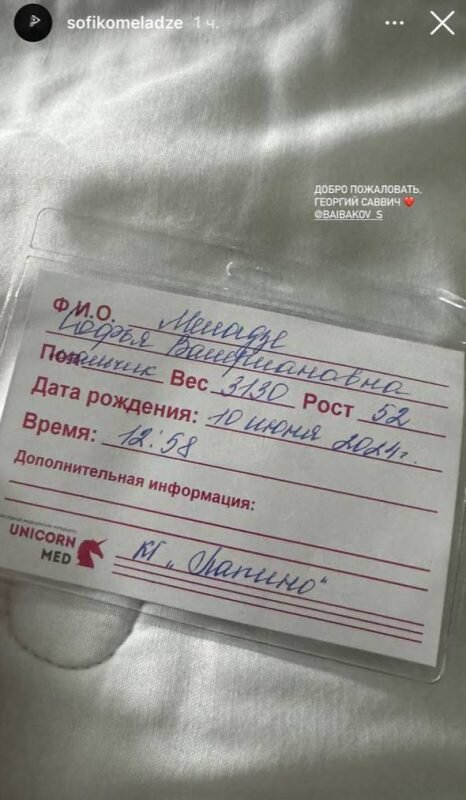 sofikomeladze 1 ч.
ДОБРО ПОЖАЛОВАТЬ,
ГЕОРГИЙ САВВИЧ ❤️
@BAIBAKOV_S
Ф.И.О. Меладзе
Софья Валериановна
Пол мальчик Вес 3130 Рост 52
Дата рождения: 10 июня 2024г.
Время: 12:58
Дополнительная информация:
UNICORN
MED
КГ „Лапино“